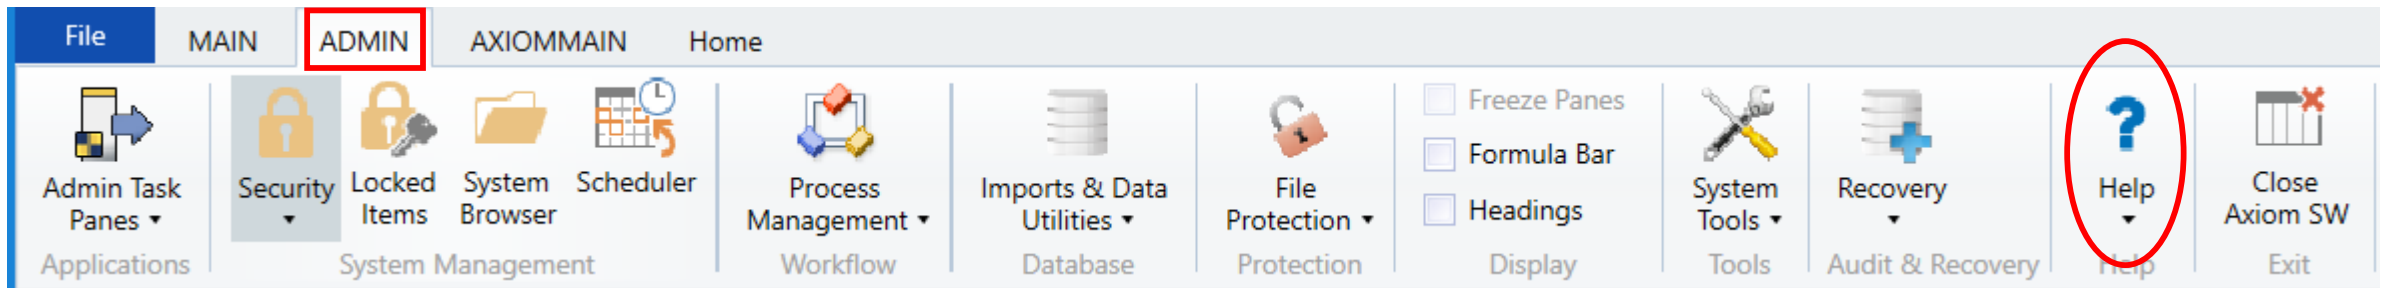 File MAIN ADMIN AXIOMMAIN Home
Admin Task
Panes
Security
Locked
Items
System
Browser
Scheduler
Process
Management
Imports & Data
Utilities
File
Protection
Freeze Panes
Formula Bar
Headings
System
Tools
Recovery
Help
Close
Axiom SW
Applications System Management Workflow Database Protection Display Tools Audit & Recovery Help Exit